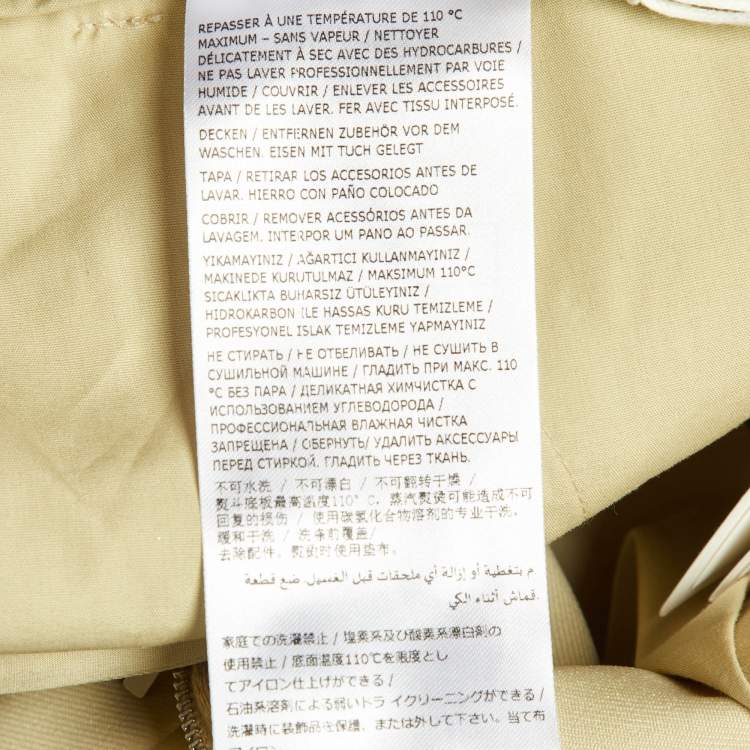 REPASSER À UNE TEMPÉRATURE DE 110 °C
MAXIMUM – SANS VAPEUR / NETTOYER
DÉLICATEMENT À SEC AVEC DES HYDROCARBURES /
NE PAS LAVER PROFESSIONNELLEMENT PAR VOIE
HUMIDE / COUVRIR / ENLEVER LES ACCESSOIRES
AVANT DE LES LAVER. FER AVEC TISSU INTERPOSÉ.
DECKEN / ENTFERNEN ZUBEHÖR VOR DEM
WASCHEN. EISEN MIT TUCH GELEGT
TAPA / RETIRAR LOS ACCESORIOS ANTES DE
LAVAR. HIERRO CON PAÑO COLOCADO
COBRIR / REMOVER ACESSÓRIOS ANTES DA
LAVAGEM. INTERPOR UM PANO AO PASSAR.
YIKAMAYINIZ / AĞARTICI KULLANMAYINIZ /
MAKINEDE KURUTULMAZ / MAKSIMUM 110°C
SICAKLIKTA BUHARSIZ ÜTÜLEYINIZ /
HIDROKARBON ILE HASSAS KURU TEMIZLEME /
PROFESYONEL ISLAK TEMIZLEME YAPMAYINIZ
НЕ СТИРАТЬ / НЕ ОТБЕЛИВАТЬ / НЕ СУШИТЬ В
СУШИЛЬНОЙ МАШИНЕ / ГЛАДИТЬ ПРИ МАКС. 110
°C БЕЗ ПАРА / ДЕЛИКАТНАЯ ХИМЧИСТКА С
ИСПОЛЬЗОВАНИЕМ УГЛЕВОДОРОДА /
ПРОФЕССИОНАЛЬНАЯ ВЛАЖНАЯ ЧИСТКА
ЗАПРЕЩЕНА / ОБЕРНУТЬ/ УДАЛИТЬ АКСЕССУАРЫ
ПЕРЕД СТИРКОЙ. ГЛАДИТЬ ЧЕРЕЗ ТКАНЬ.
不可水洗 / 不可漂白 / 不可翻转干燥 /
熨斗底板最高温度110° C, 蒸汽熨烫可能造成不可
回复的损伤 / 使用碳氢化合物溶剂的专业干洗,
缓和干洗 / 洗涤前覆盖/
去除配件。熨烫时使用垫布。
م بتغطية أو إزالة أي ملحقات قبل الغسيل. ضع قطعة
قماش أثناء الكي.
家庭での洗濯禁止 / 塩素系及び酸素系漂白剤の
使用禁止 / 底面温度110℃を限度とし
てアイロン仕上げができる /
石油系溶剤による弱いドライクリーニングができる /
洗濯時に装飾品を保護、または外して下さい。当て布